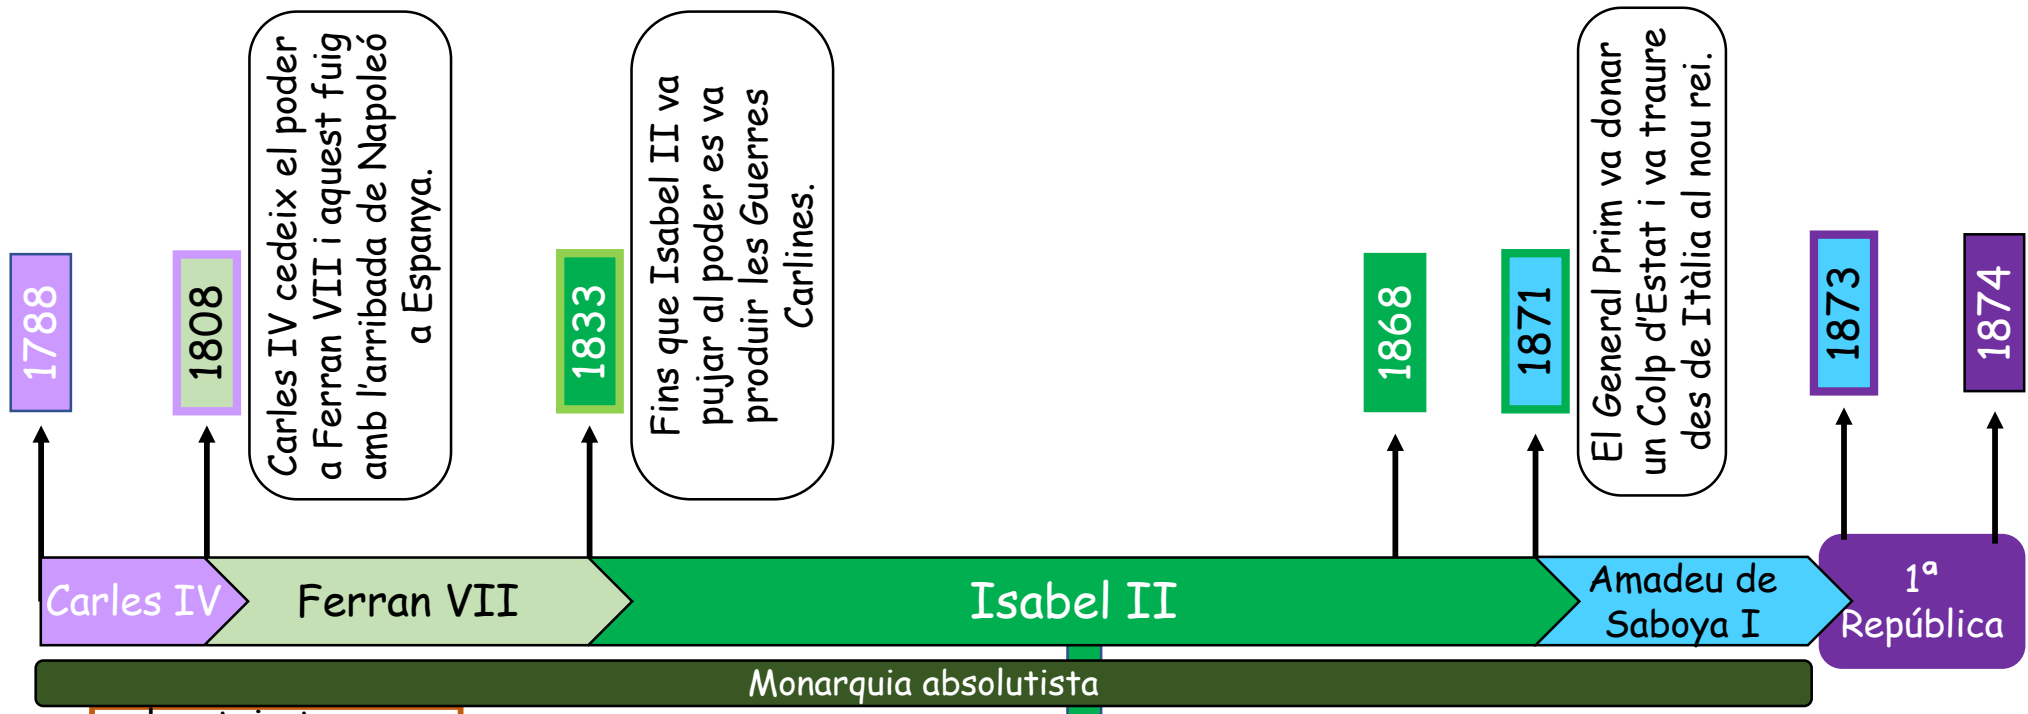 1788
1808
Carles IV cedeix el poder
a Ferran VII i aquest fuig
amb l'arribada de Napoleó
a Espanya.
1833
Fins que Isabel II va
pujar al poder es va
produir les Guerres
Carlines.
1868
1871
El General Prim va donar
un Colp d'Estat i va traure
des de Itàlia al nou rei.
1873
1874
Carles IV
Ferran VII
Isabel II
Amadeu de
Saboya I
1ª
República
Monarquia absolutista